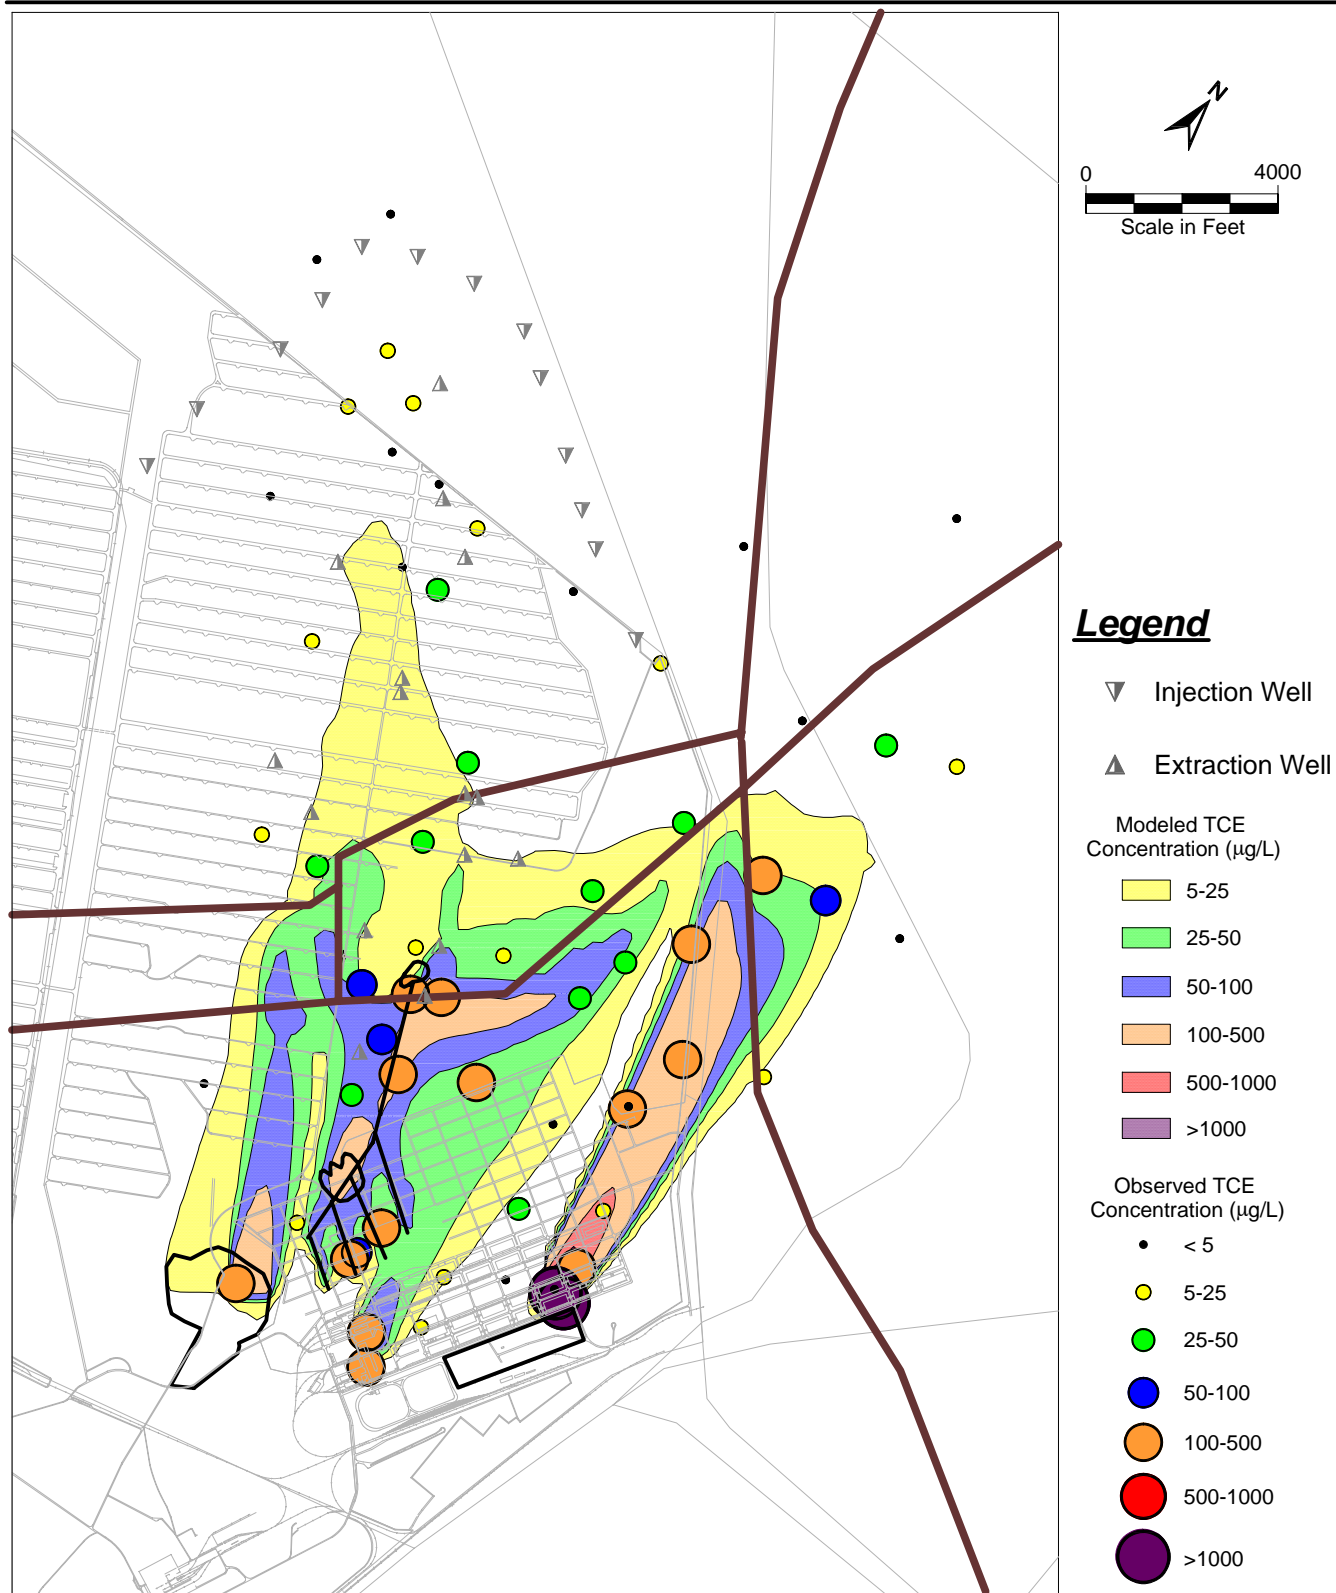 N
0 4000
Scale in Feet
Legend
Injection Well
Extraction Well
Modeled TCE
Concentration (µg/L)
5-25
25-50
50-100
100-500
500-1000
>1000
Observed TCE
Concentration (µg/L)
< 5
5-25
25-50
50-100
100-500
500-1000
>1000